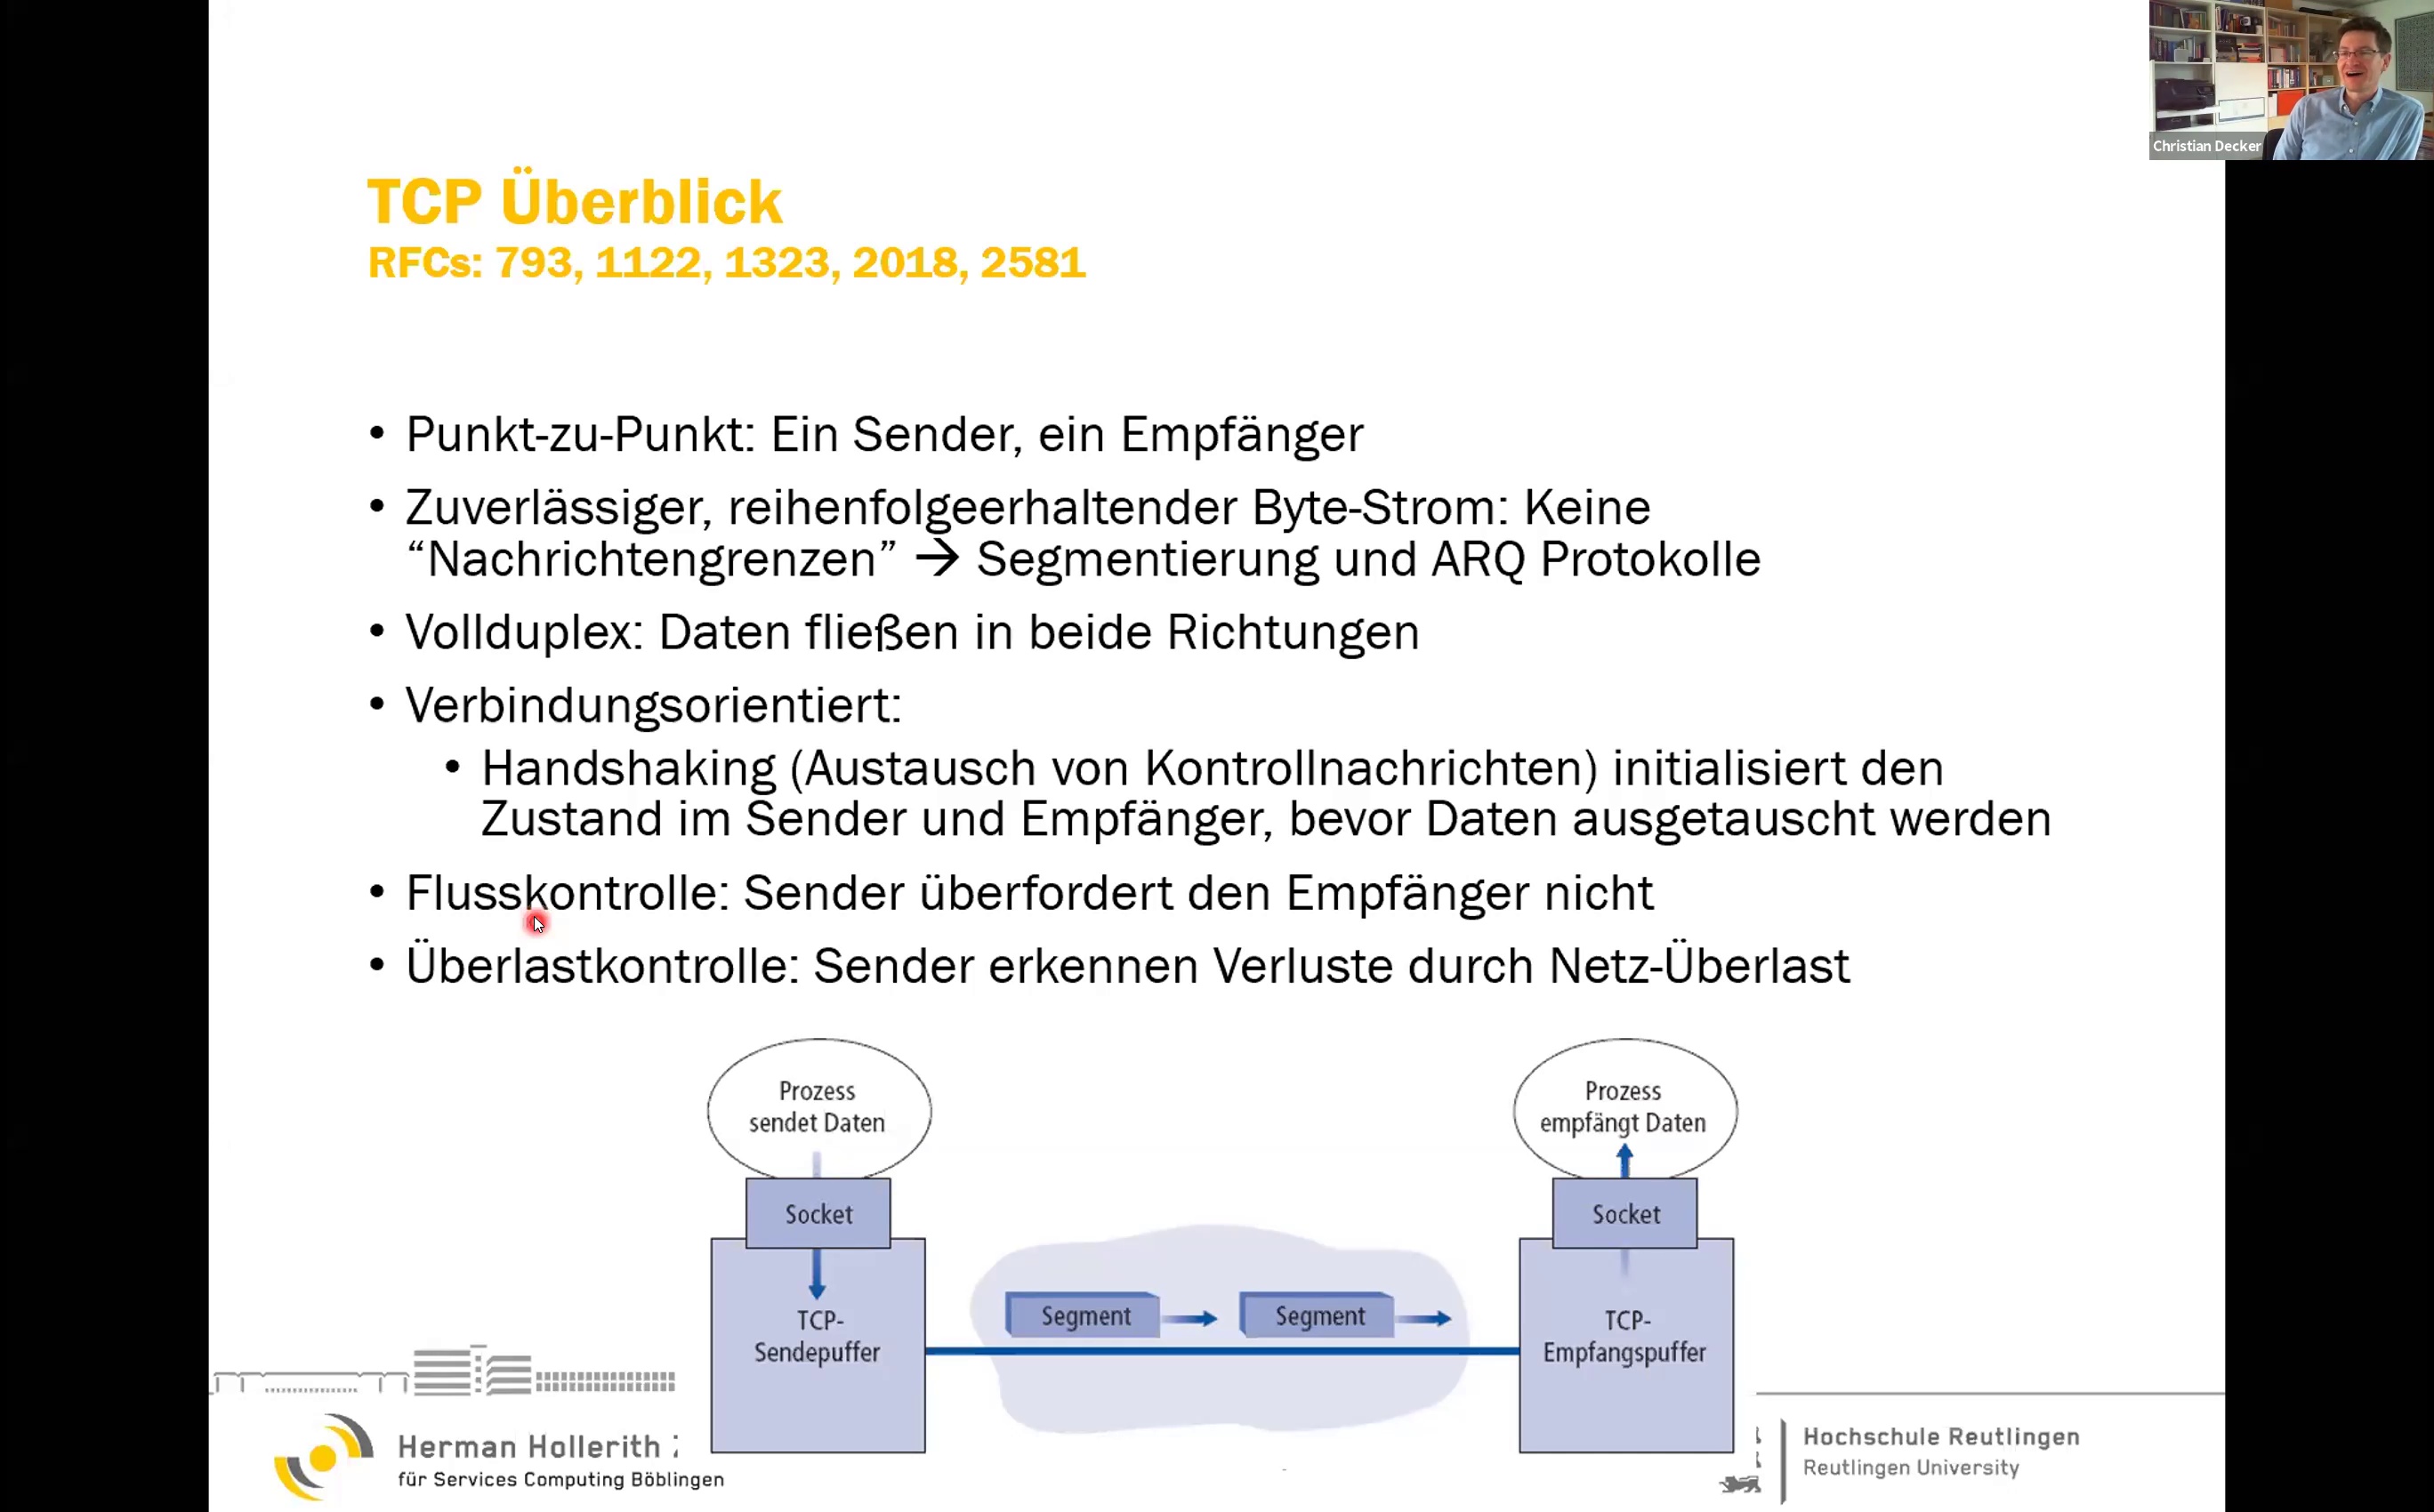 Christian Decker
TCP Überblick
RFCs: 793, 1122, 1323, 2018, 2581
• Punkt-zu-Punkt: Ein Sender, ein Empfänger
• Zuverlässiger, reihenfolgeerhaltender Byte-Strom: Keine
“Nachrichtengrenzen” → Segmentierung und ARQ Protokolle
• Vollduplex: Daten fließen in beide Richtungen
• Verbindungsorientiert:
• Handshaking (Austausch von Kontrollnachrichten) initialisiert den
Zustand im Sender und Empfänger, bevor Daten ausgetauscht werden
• Flusskontrolle: Sender überfordert den Empfänger nicht
• Überlastkontrolle: Sender erkennen Verluste durch Netz-Überlast
Prozess
sendet Daten
Socket
TCP-
Sendepuffer
Segment
Segment
Prozess
empfängt Daten
Socket
TCP-
Empfangspuffer
Herman Hollerith
für Services Computing Böblingen
Hochschule Reutlingen
Reutlingen University